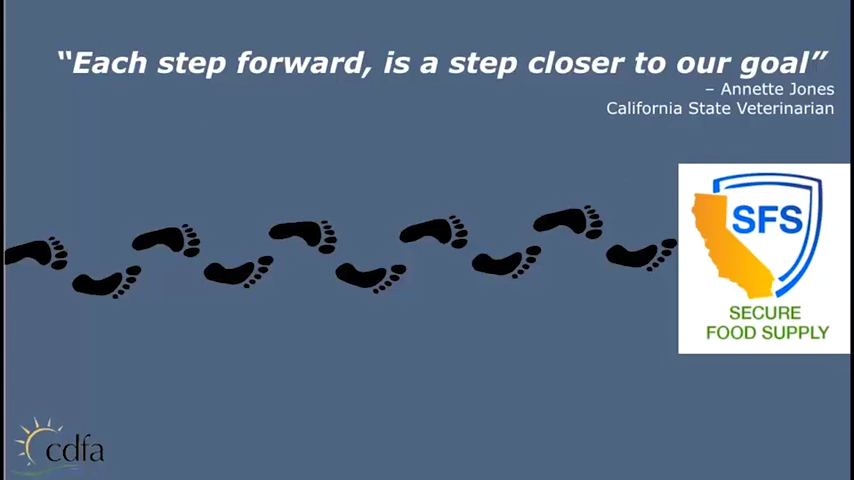 “Each step forward, is a step closer to our goal”
– Annette Jones
California State Veterinarian
SFS
SECURE
FOOD SUPPLY
cdfa